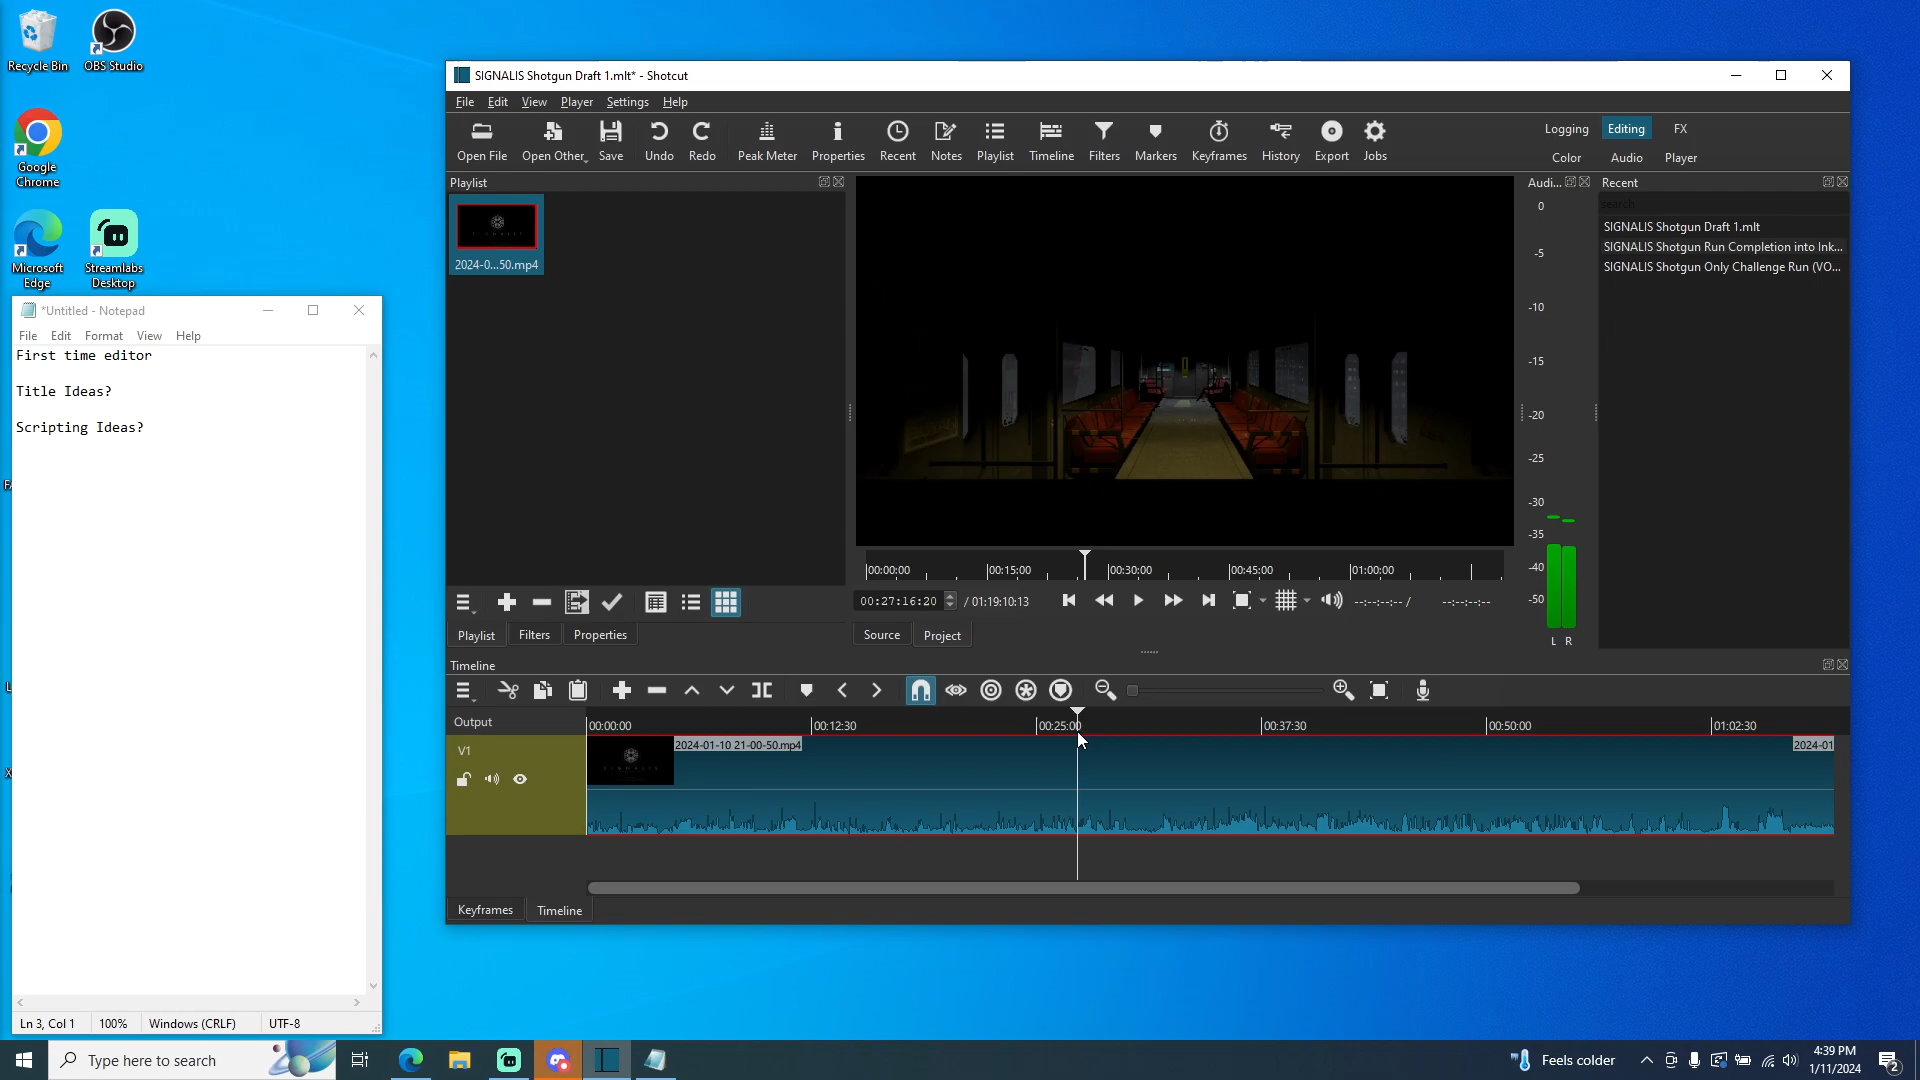 Recycle Bin
OBS Studio
Google
Chrome
Microsoft
Edge
Streamlabs
Desktop
*Untitled - Notepad
File Edit Format View Help
First time editor
Title Ideas?
Scripting Ideas?
Ln 3, Col 1 100% Windows (CRLF) UTF-8
SIGNALIS Shotgun Draft 1.mlt* - Shotcut
File Edit View Player Settings Help
Open File Open Other Save Undo Redo Peak Meter Properties Recent Notes Playlist Timeline Filters Markers Keyframes History Export Jobs
Logging Editing FX
Color Audio Player
Playlist
2024-0...50.mp4
Playlist Filters Properties
00:00:00 00:15:00 00:30:00 00:45:00 01:00:00
00:27:16:20 / 01:19:10:13 --:--:--:-- / --:--:--:--
Source Project
Audi...
0
-5
-10
-15
-20
-25
-30
-35
-40
-50
L R
Recent
search
SIGNALIS Shotgun Draft 1.mlt
SIGNALIS Shotgun Run Completion into Ink...
SIGNALIS Shotgun Only Challenge Run (VO...
Timeline
Output
00:00:00 00:12:30 00:25:00 00:37:30 00:50:00 01:02:30
V1
2024-01-10 21-00-50.mp4
2024-01
Keyframes Timeline
Type here to search
Feels colder
4:39 PM
1/11/2024
2